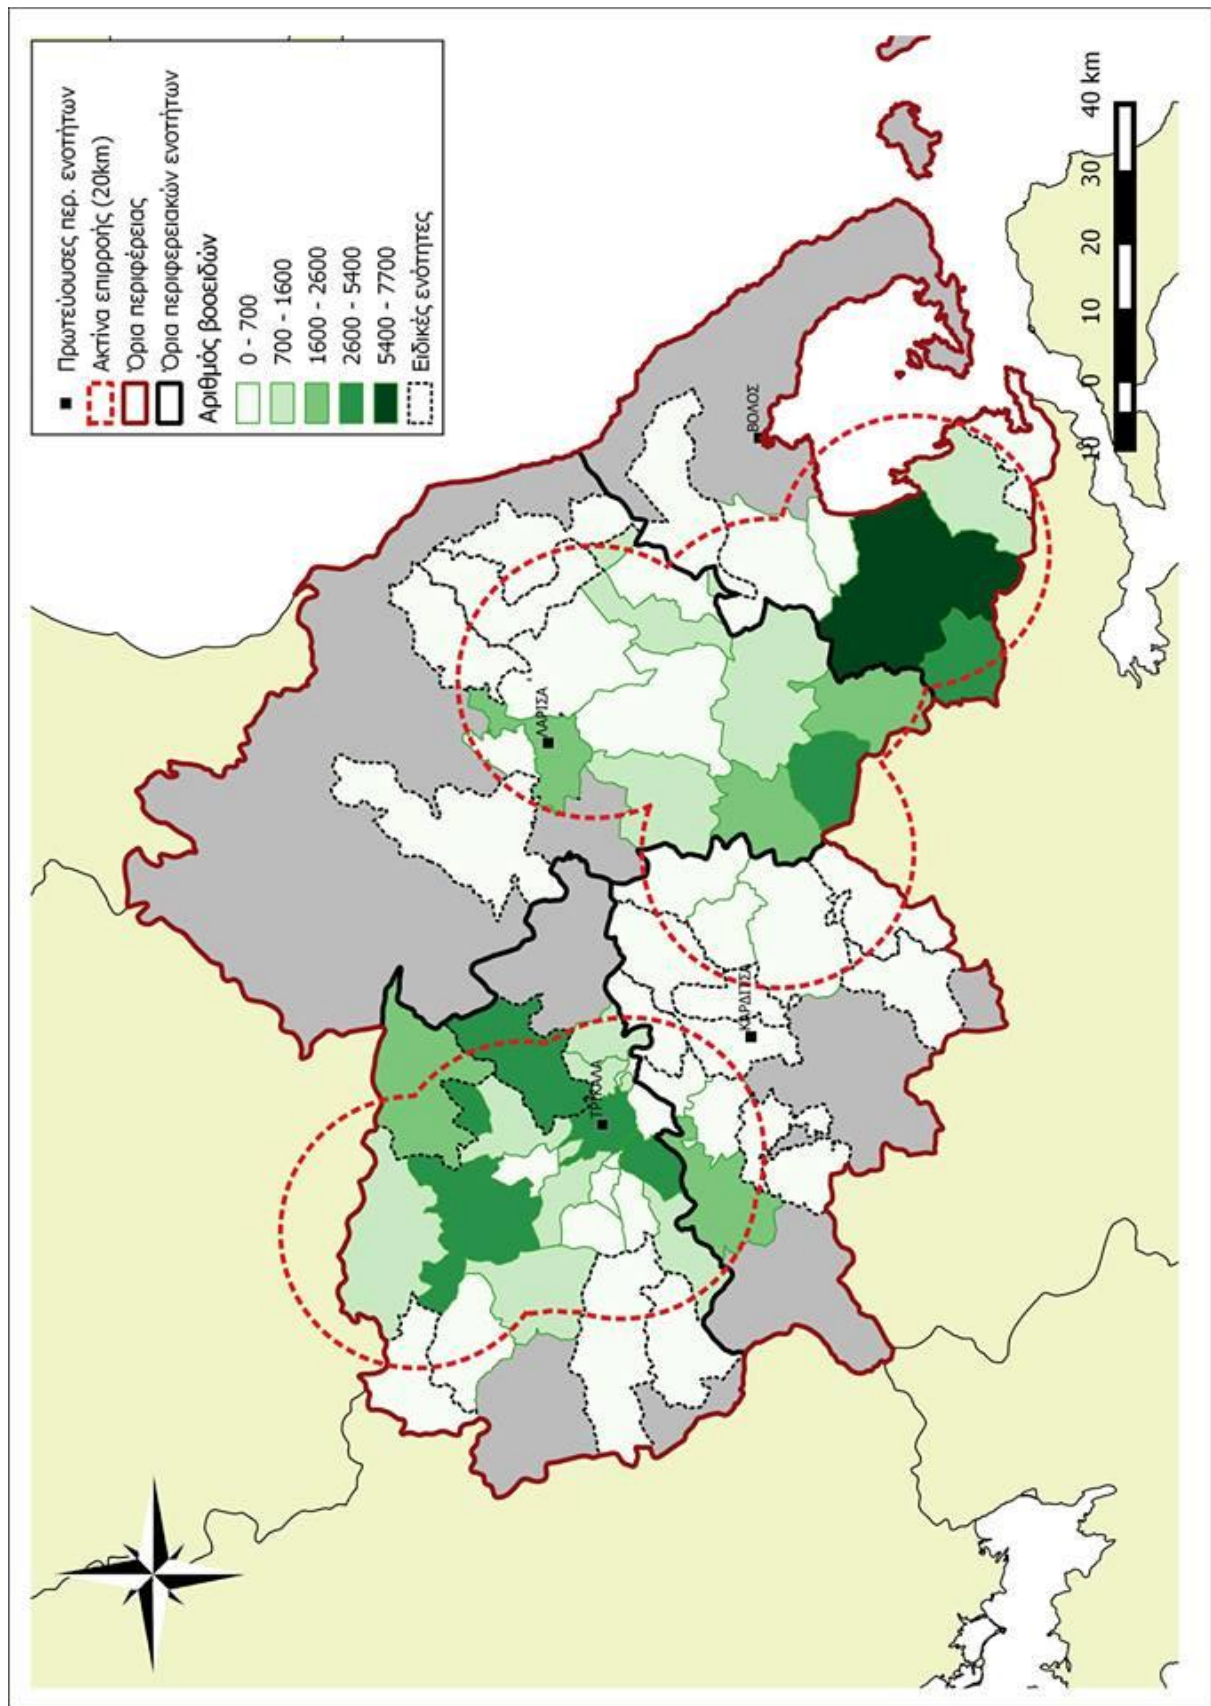 Πρωτεύουσες περ. ενοτήτων
Ακτίνα επιρροής (20km)
Όρια περιφέρειας
Όρια περιφερειακών ενοτήτων
Αριθμός βοοειδών
0 - 700
700 - 1600
1600 - 2600
2600 - 5400
5400 - 7700
Ειδικές ενότητες
ΛΑΡΙΣΑ
ΤΡΙΚΑΛΑ
ΚΑΡΔΙΤΣΑ
ΒΟΛΟΣ
10 0 10 20 30 40 km